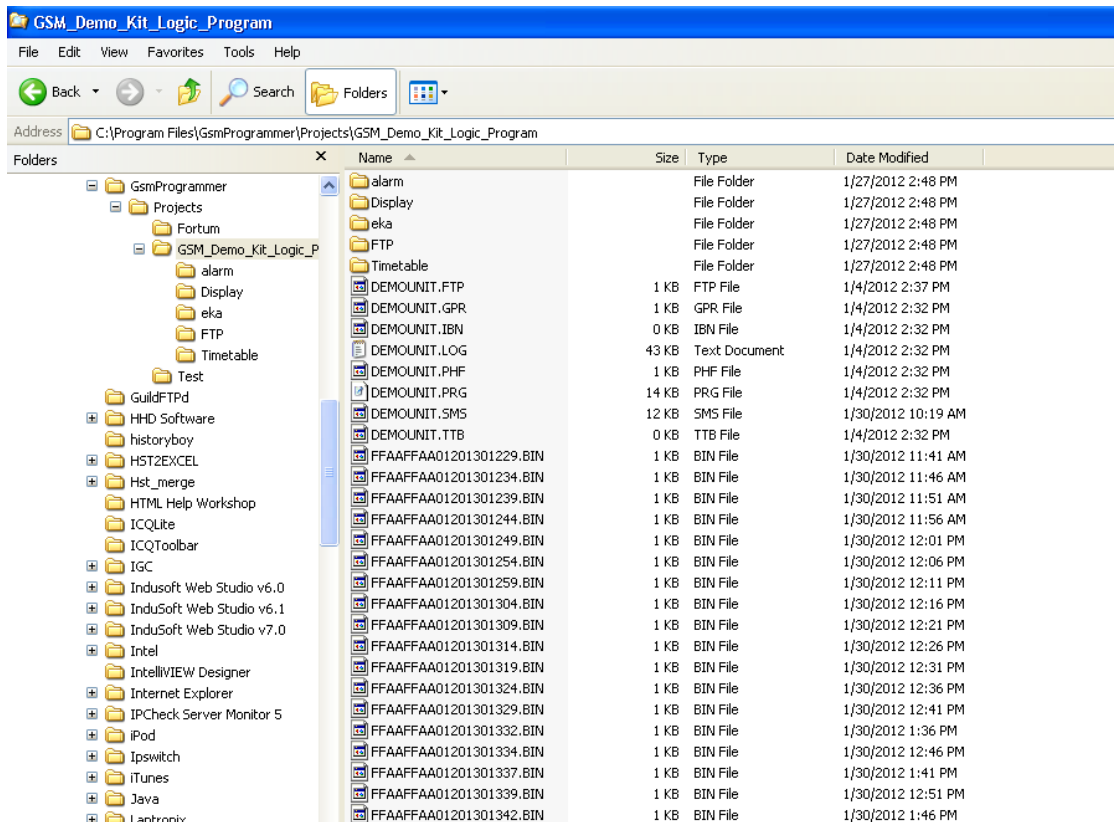 GSM_Demo_Kit_Logic_Program
File Edit View Favorites Tools Help
Back Search Folders
Address C:\Program Files\GsmProgrammer\Projects\GSM_Demo_Kit_Logic_Program
Folders
GsmProgrammer
Projects
Fortum
GSM_Demo_Kit_Logic_P
alarm
Display
eka
FTP
Timetable
Test
GuildFTPd
HHD Software
historyboy
HST2EXCEL
Hst_merge
HTML Help Workshop
ICQLite
ICQToolbar
IGC
Indusoft Web Studio v6.0
InduSoft Web Studio v6.1
InduSoft Web Studio v7.0
Intel
IntelliVIEW Designer
Internet Explorer
IPCheck Server Monitor 5
iPod
Ipswitch
iTunes
Java
Laptronix
Name Size Type Date Modified
alarm File Folder 1/27/2012 2:48 PM
Display File Folder 1/27/2012 2:48 PM
eka File Folder 1/27/2012 2:48 PM
FTP File Folder 1/27/2012 2:48 PM
Timetable File Folder 1/27/2012 2:48 PM
DEMOUNIT.FTP 1 KB FTP File 1/4/2012 2:37 PM
DEMOUNIT.GPR 1 KB GPR File 1/4/2012 2:32 PM
DEMOUNIT.IBN 0 KB IBN File 1/4/2012 2:32 PM
DEMOUNIT.LOG 43 KB Text Document 1/4/2012 2:32 PM
DEMOUNIT.PHF 1 KB PHF File 1/4/2012 2:32 PM
DEMOUNIT.PRG 14 KB PRG File 1/4/2012 2:32 PM
DEMOUNIT.SMS 12 KB SMS File 1/30/2012 10:19 AM
DEMOUNIT.TTB 0 KB TTB File 1/4/2012 2:32 PM
FFAAFFAA01201301229.BIN 1 KB BIN File 1/30/2012 11:41 AM
FFAAFFAA01201301234.BIN 1 KB BIN File 1/30/2012 11:46 AM
FFAAFFAA01201301239.BIN 1 KB BIN File 1/30/2012 11:51 AM
FFAAFFAA01201301244.BIN 1 KB BIN File 1/30/2012 11:56 AM
FFAAFFAA01201301249.BIN 1 KB BIN File 1/30/2012 12:01 PM
FFAAFFAA01201301254.BIN 1 KB BIN File 1/30/2012 12:06 PM
FFAAFFAA01201301259.BIN 1 KB BIN File 1/30/2012 12:11 PM
FFAAFFAA01201301304.BIN 1 KB BIN File 1/30/2012 12:16 PM
FFAAFFAA01201301309.BIN 1 KB BIN File 1/30/2012 12:21 PM
FFAAFFAA01201301314.BIN 1 KB BIN File 1/30/2012 12:26 PM
FFAAFFAA01201301319.BIN 1 KB BIN File 1/30/2012 12:31 PM
FFAAFFAA01201301324.BIN 1 KB BIN File 1/30/2012 12:36 PM
FFAAFFAA01201301329.BIN 1 KB BIN File 1/30/2012 12:41 PM
FFAAFFAA01201301332.BIN 1 KB BIN File 1/30/2012 1:36 PM
FFAAFFAA01201301334.BIN 1 KB BIN File 1/30/2012 12:46 PM
FFAAFFAA01201301337.BIN 1 KB BIN File 1/30/2012 1:41 PM
FFAAFFAA01201301339.BIN 1 KB BIN File 1/30/2012 12:51 PM
FFAAFFAA01201301342.BIN 1 KB BIN File 1/30/2012 1:46 PM